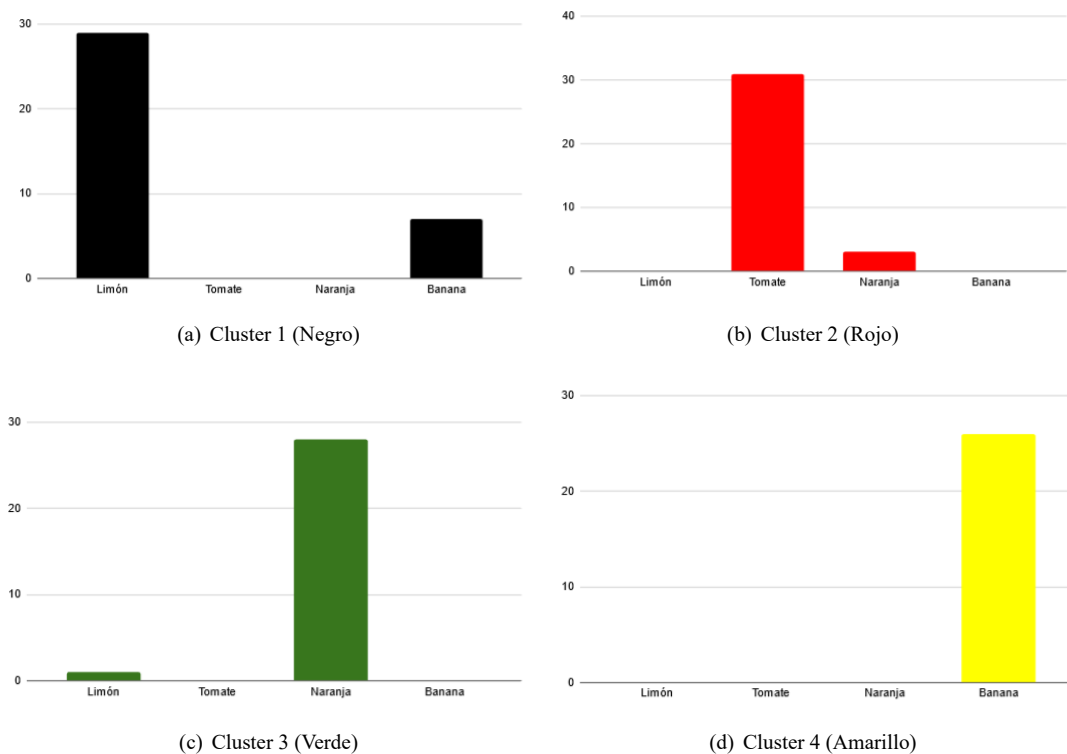 30
20
10
0
Limón Tomate Naranja Banana
(a) Cluster 1 (Negro)
40
30
20
10
0
Limón Tomate Naranja Banana
(b) Cluster 2 (Rojo)
30
20
10
0
Limón Tomate Naranja Banana
(c) Cluster 3 (Verde)
30
20
10
0
Limón Tomate Naranja Banana
(d) Cluster 4 (Amarillo)